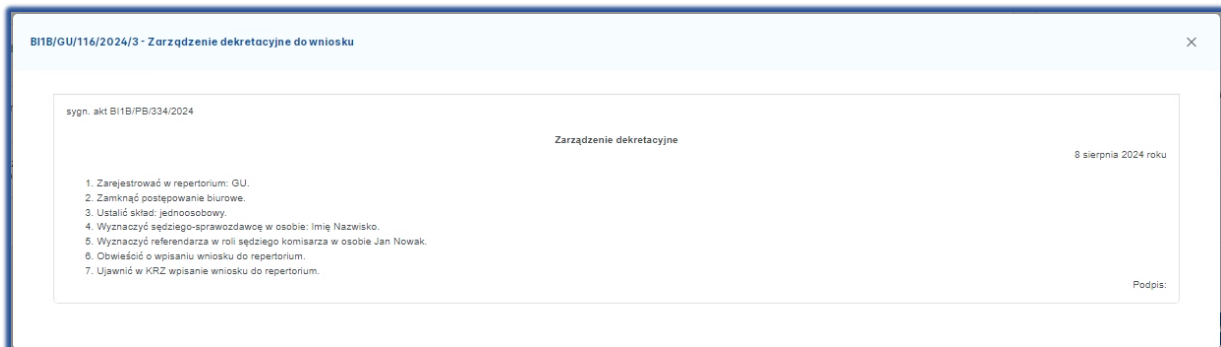 BI1B/GU/116/2024/3 - Zarządzenie dekretacyjne do wniosku
sygn. akt BI1B/PB/334/2024
Zarządzenie dekretacyjne
8 sierpnia 2024 roku
1. Zarejestrować w repertorium: GU.
2. Zamknąć postępowanie biurowe.
3. Ustalić skład: jednoosobowy.
4. Wyznaczyć sędziego-sprawozdawcę w osobie: Imię Nazwisko.
5. Wyznaczyć referendarza w roli sędziego komisarza w osobie Jan Nowak.
6. Obwieścić o wpisaniu wniosku do repertorium.
7. Ujawnić w KRZ wpisanie wniosku do repertorium.
Podpis: